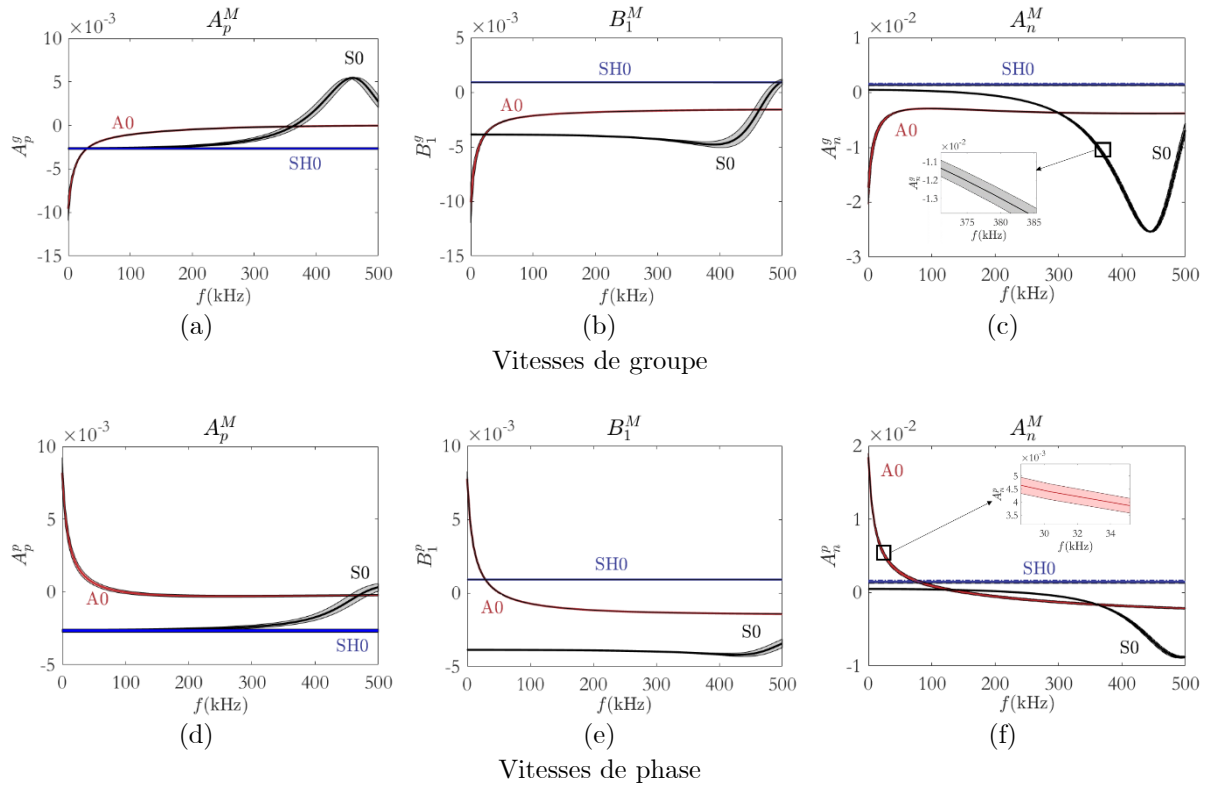 $A_p^M$
×10⁻³
10
5
0
-5
-10
-15
$A_p^g$
S0
A0
SH0
0 100 200 300 400 500
f(kHz)
(a)
$B_1^M$
×10⁻³
5
0
-5
-10
-15
$B_1^g$
SH0
A0
S0
0 100 200 300 400 500
f(kHz)
(b)
$A_n^M$
×10⁻²
1
0
-1
-2
-3
$A_n^g$
SH0
A0
S0
×10⁻²
-1.1
-1.2
-1.3
$A_n^g$
375 380 385
f(kHz)
0 100 200 300 400 500
f(kHz)
(c)
Vitesses de groupe
$A_p^M$
×10⁻³
10
5
0
-5
$A_p^p$
A0
S0
SH0
0 100 200 300 400 500
f(kHz)
(d)
$B_1^M$
×10⁻³
10
5
0
-5
$B_1^p$
SH0
A0
S0
0 100 200 300 400 500
f(kHz)
(e)
$A_n^M$
×10⁻²
2
1
0
-1
$A_n^p$
A0
×10⁻³
5
4.5
4
3.5
$A_n^p$
30 32 34
f(kHz)
SH0
S0
0 100 200 300 400 500
f(kHz)
(f)
Vitesses de phase